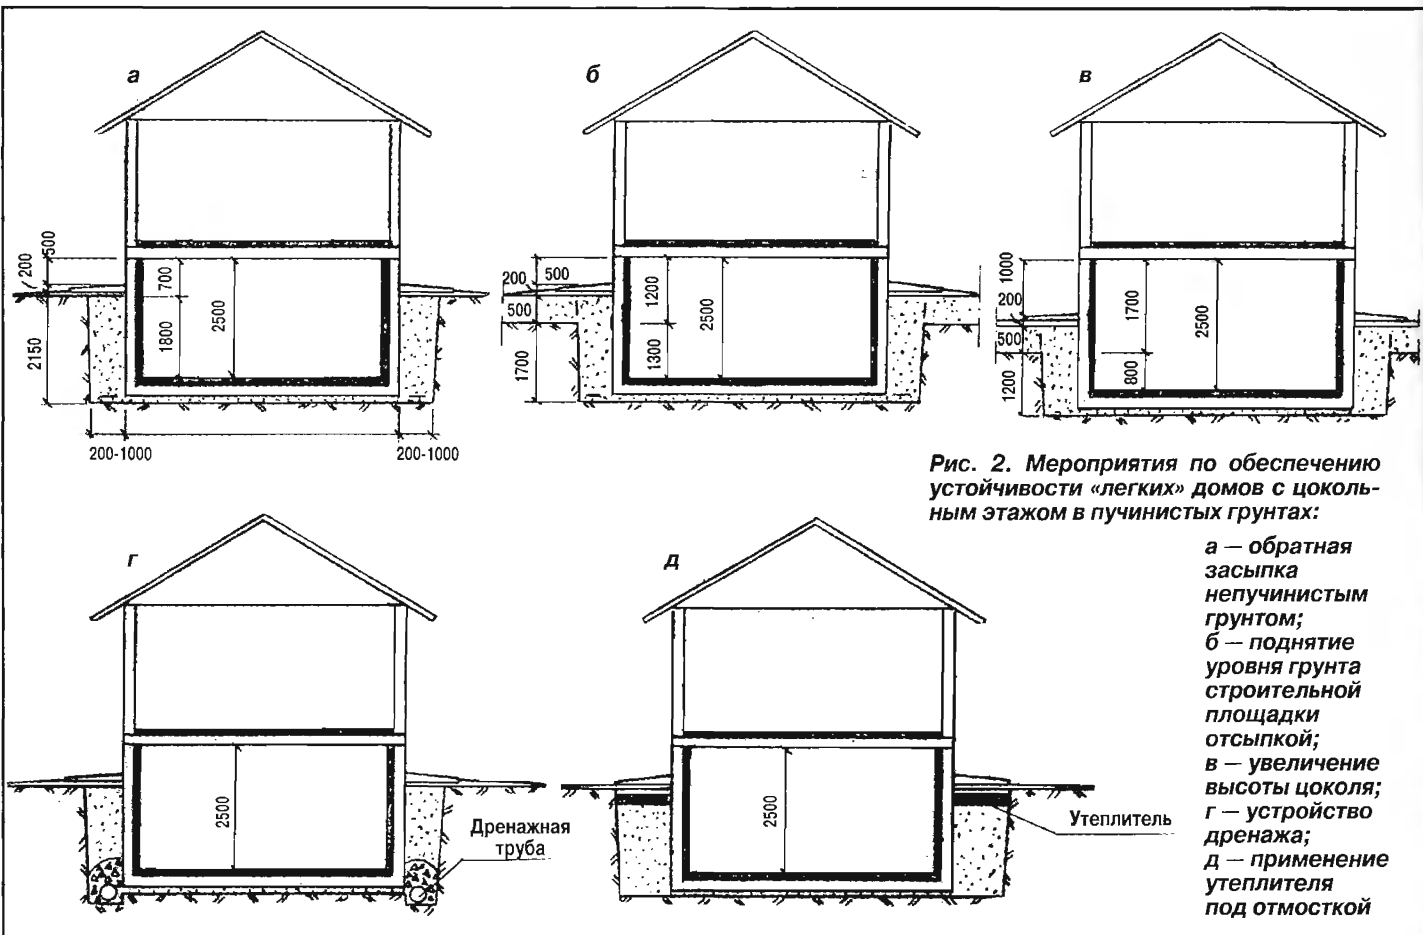 а
500
200
700
2500
1800
2150
200-1000
200-1000
б
200
500
500
1700
1200
2500
1300
в
1000
200
500
1200
1700
2500
800
Рис. 2. Мероприятия по обеспечению
устойчивости «легких» домов с цоколь-
ным этажом в пучинистых грунтах:
а — обратная
засыпка
непучинистым
грунтом;
б — поднятие
уровня грунта
строительной
площадки
отсыпкой;
в — увеличение
высоты цоколя;
г — устройство
дренажа;
д — применение
утеплителя
под отмосткой
г
2500
Дренажная
труба
д
2500
Утеплитель